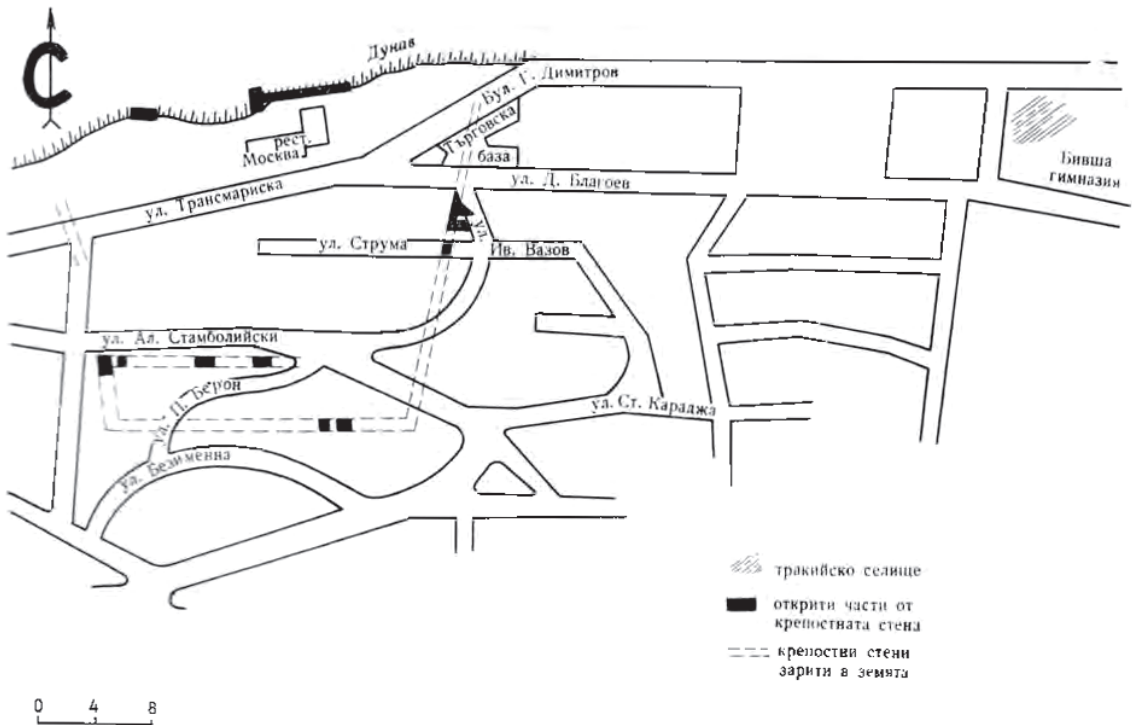 С
Дунав
Бул. Г. Димитров
Търговска
база
рест.
Москва
Бивша
гимназия
ул. Д. Благоев
ул. Трансмариска
ул. Струма
ул.
Ив. Вазов
ул. Ал. Стамболийски
ул. П. Берон
ул. Ст. Караджа
ул. Безименна
тракийско селище
открити части от
крепостната стена
крепостни стени
зарити в земята
0 4 8